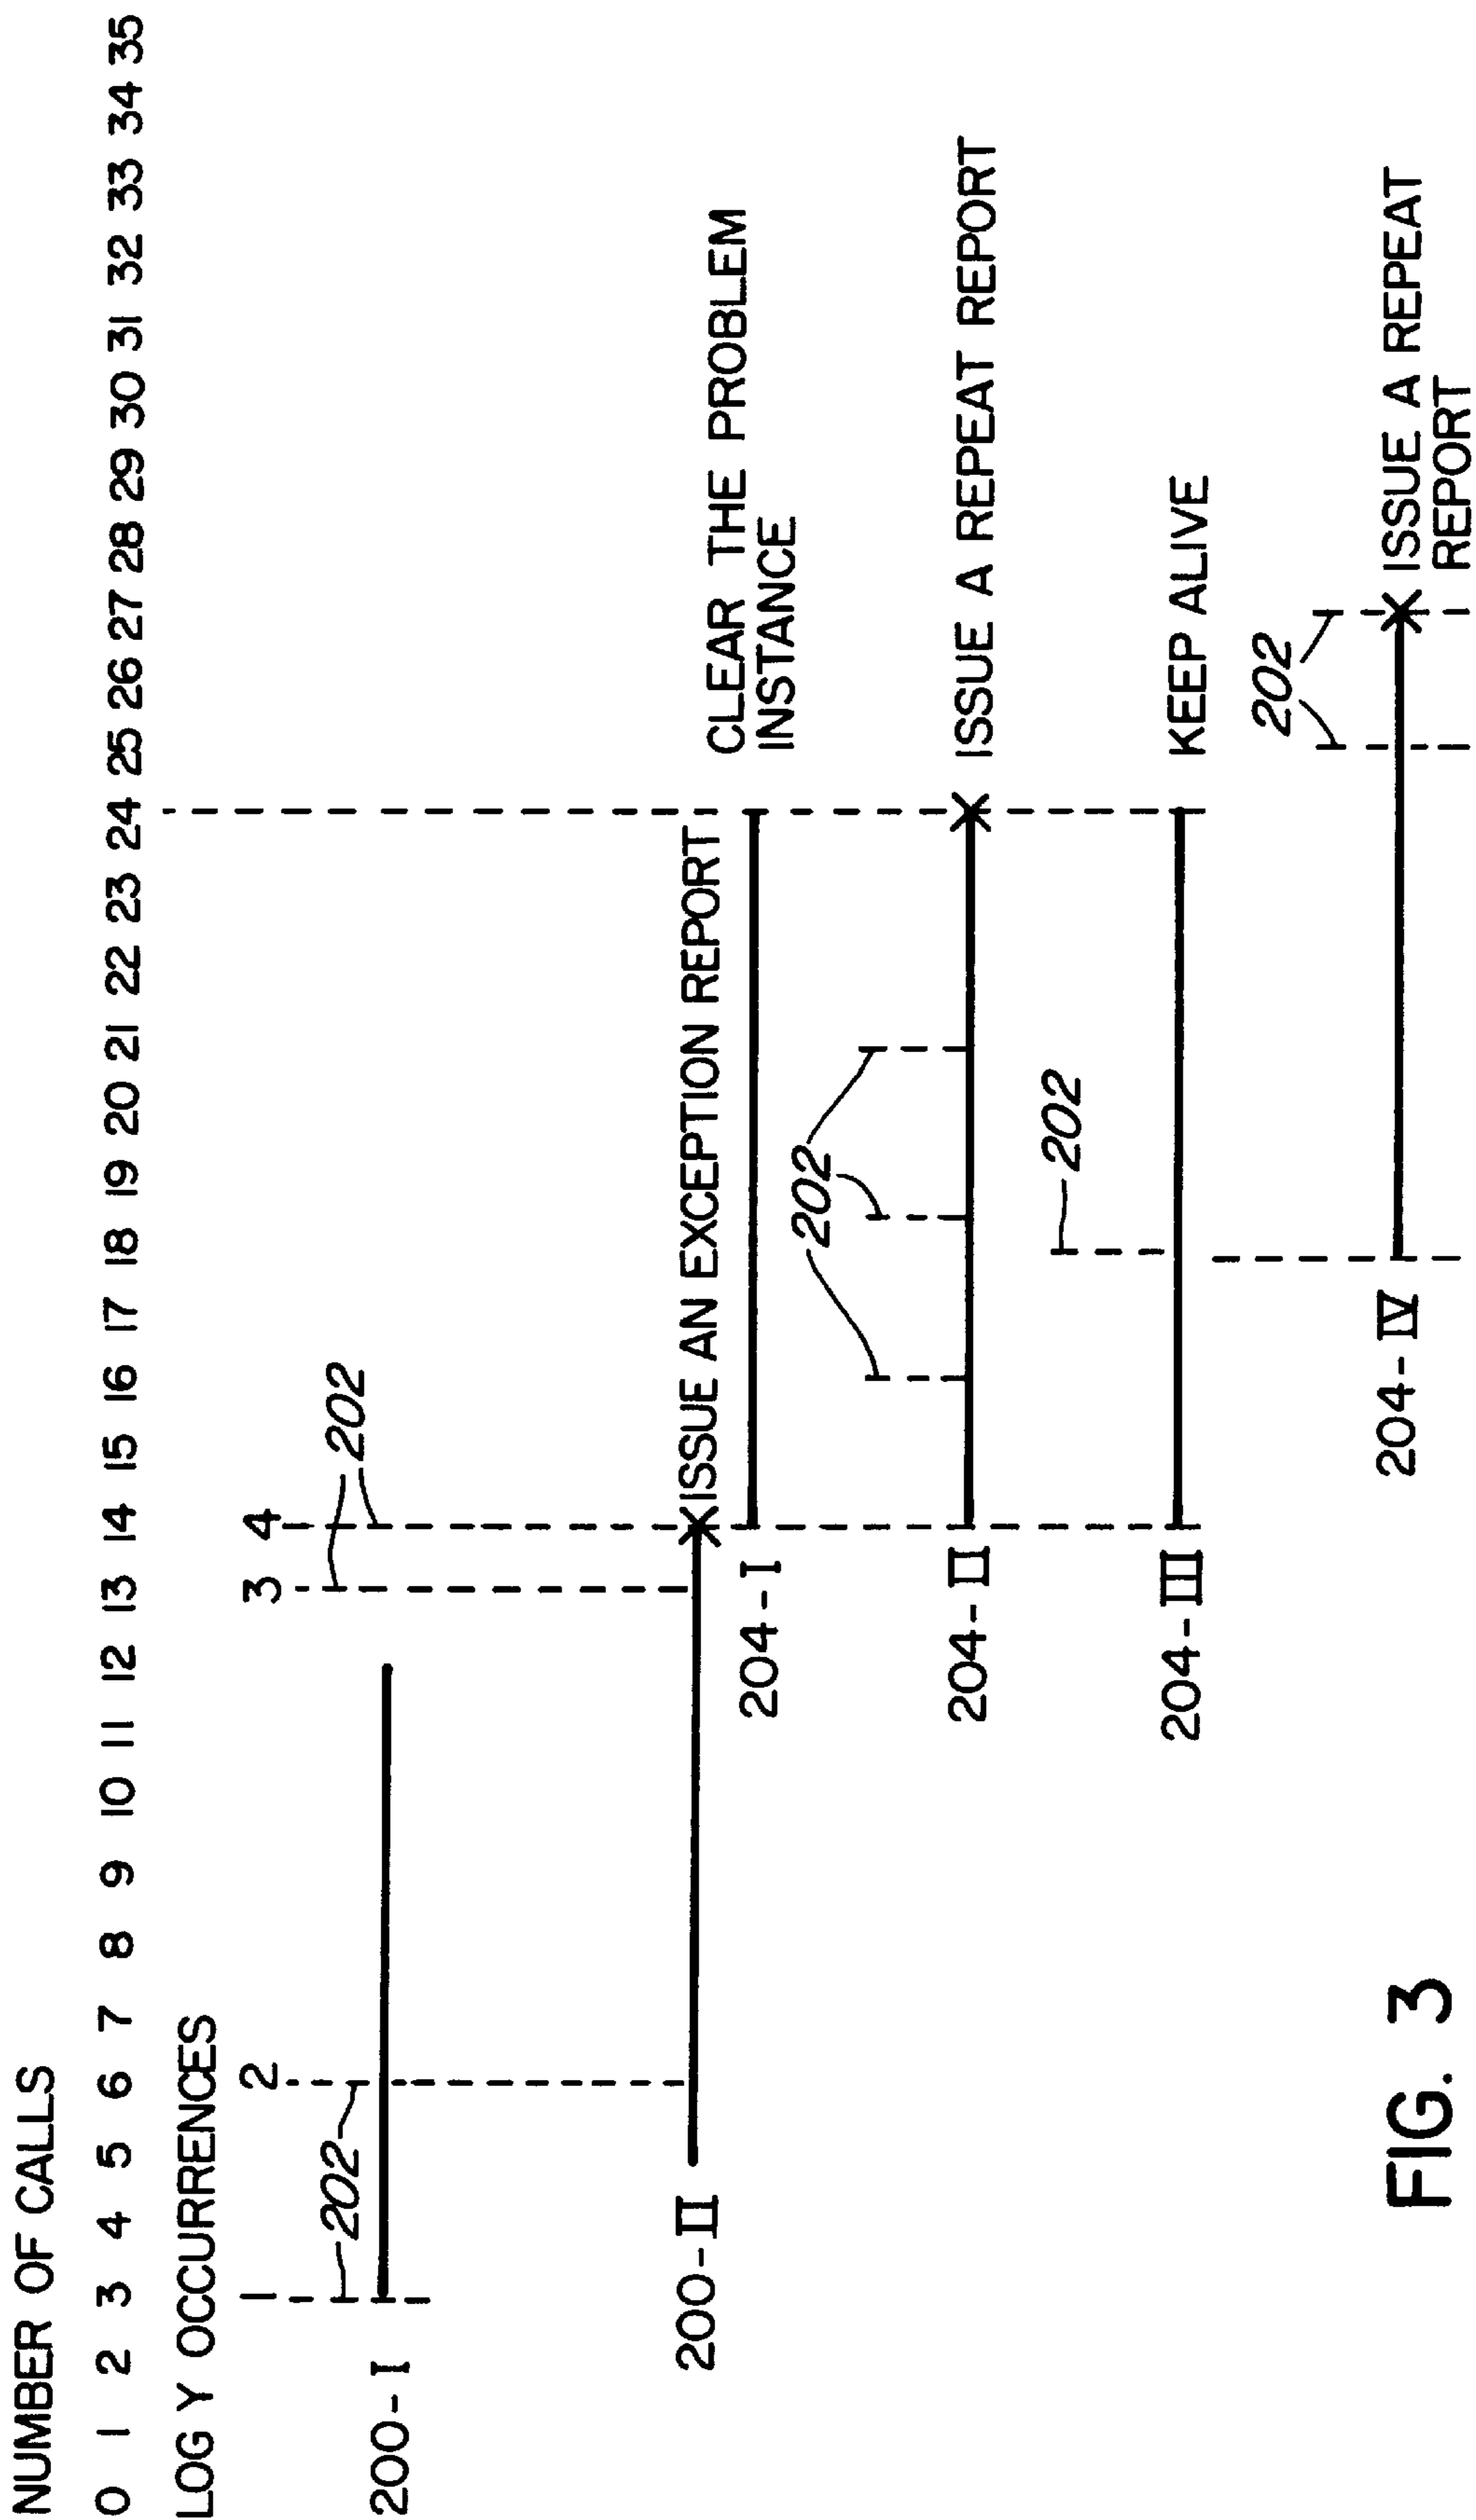 NUMBER OF CALLS
0 1 2 3 4 5 6 7 8 9 10 11 12 13 14 15 16 17 18 19 20 21 22 23 24 25 26 27 28 29 30 31 32 33 34 35
LOG Y OCCURRENCES
1 2 3 4
202 202
200-I
200-II
ISSUE AN EXCEPTION REPORT
204-I
CLEAR THE PROBLEM
INSTANCE
202
204-II
ISSUE A REPEAT REPORT
202
204-III
KEEP ALIVE
202
204-IV
ISSUE A REPEAT
REPORT
FIG. 3